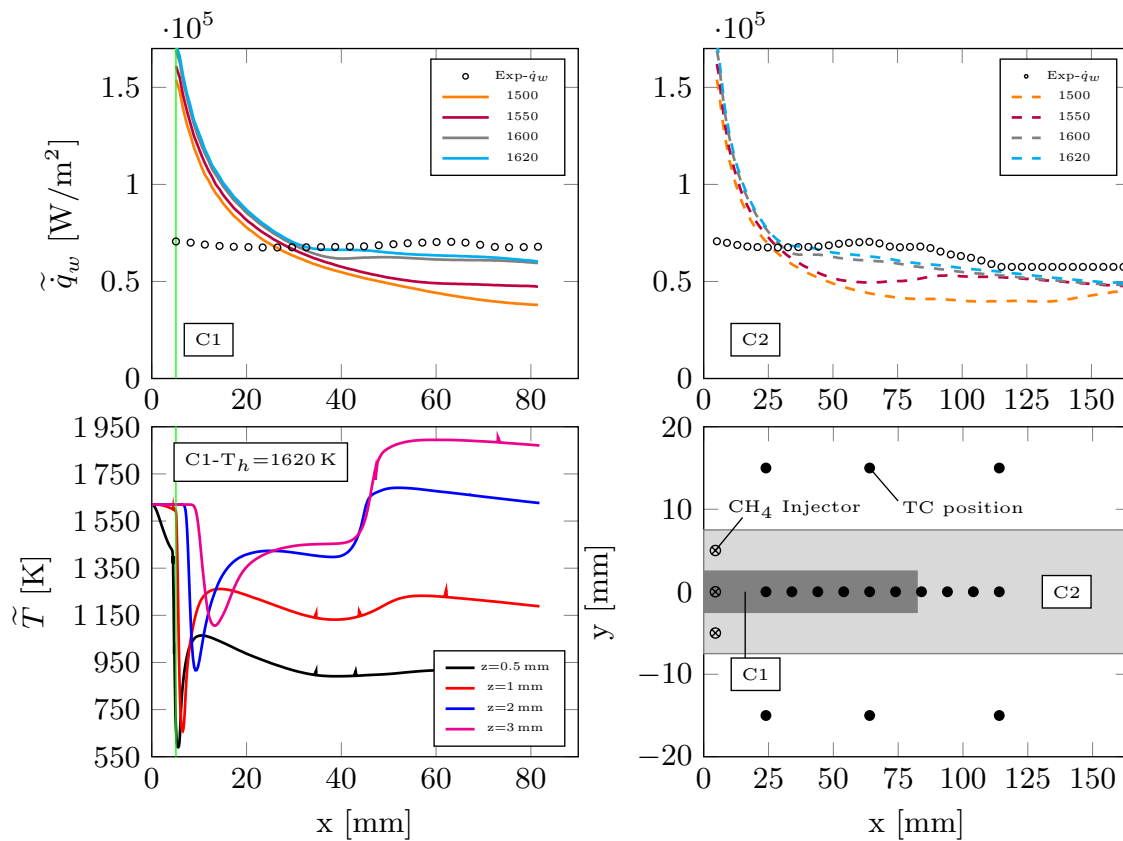 ·10⁵
1.5
1
0.5
0
0 20 40 60 80
q̃̇_w [W/m²]
Exp-q̇_w
1500
1550
1600
1620
C1
·10⁵
1.5
1
0.5
0
0 25 50 75 100 125 150
Exp-q̇_w
1500
1550
1600
1620
C2
1 950
1 750
1 550
1 350
1 150
950
750
550
0 20 40 60 80
T̃ [K]
x [mm]
C1-T_h=1620 K
z=0.5 mm
z=1 mm
z=2 mm
z=3 mm
20
10
0
−10
−20
0 25 50 75 100 125 150
y [mm]
x [mm]
CH₄ Injector
TC position
C2
C1